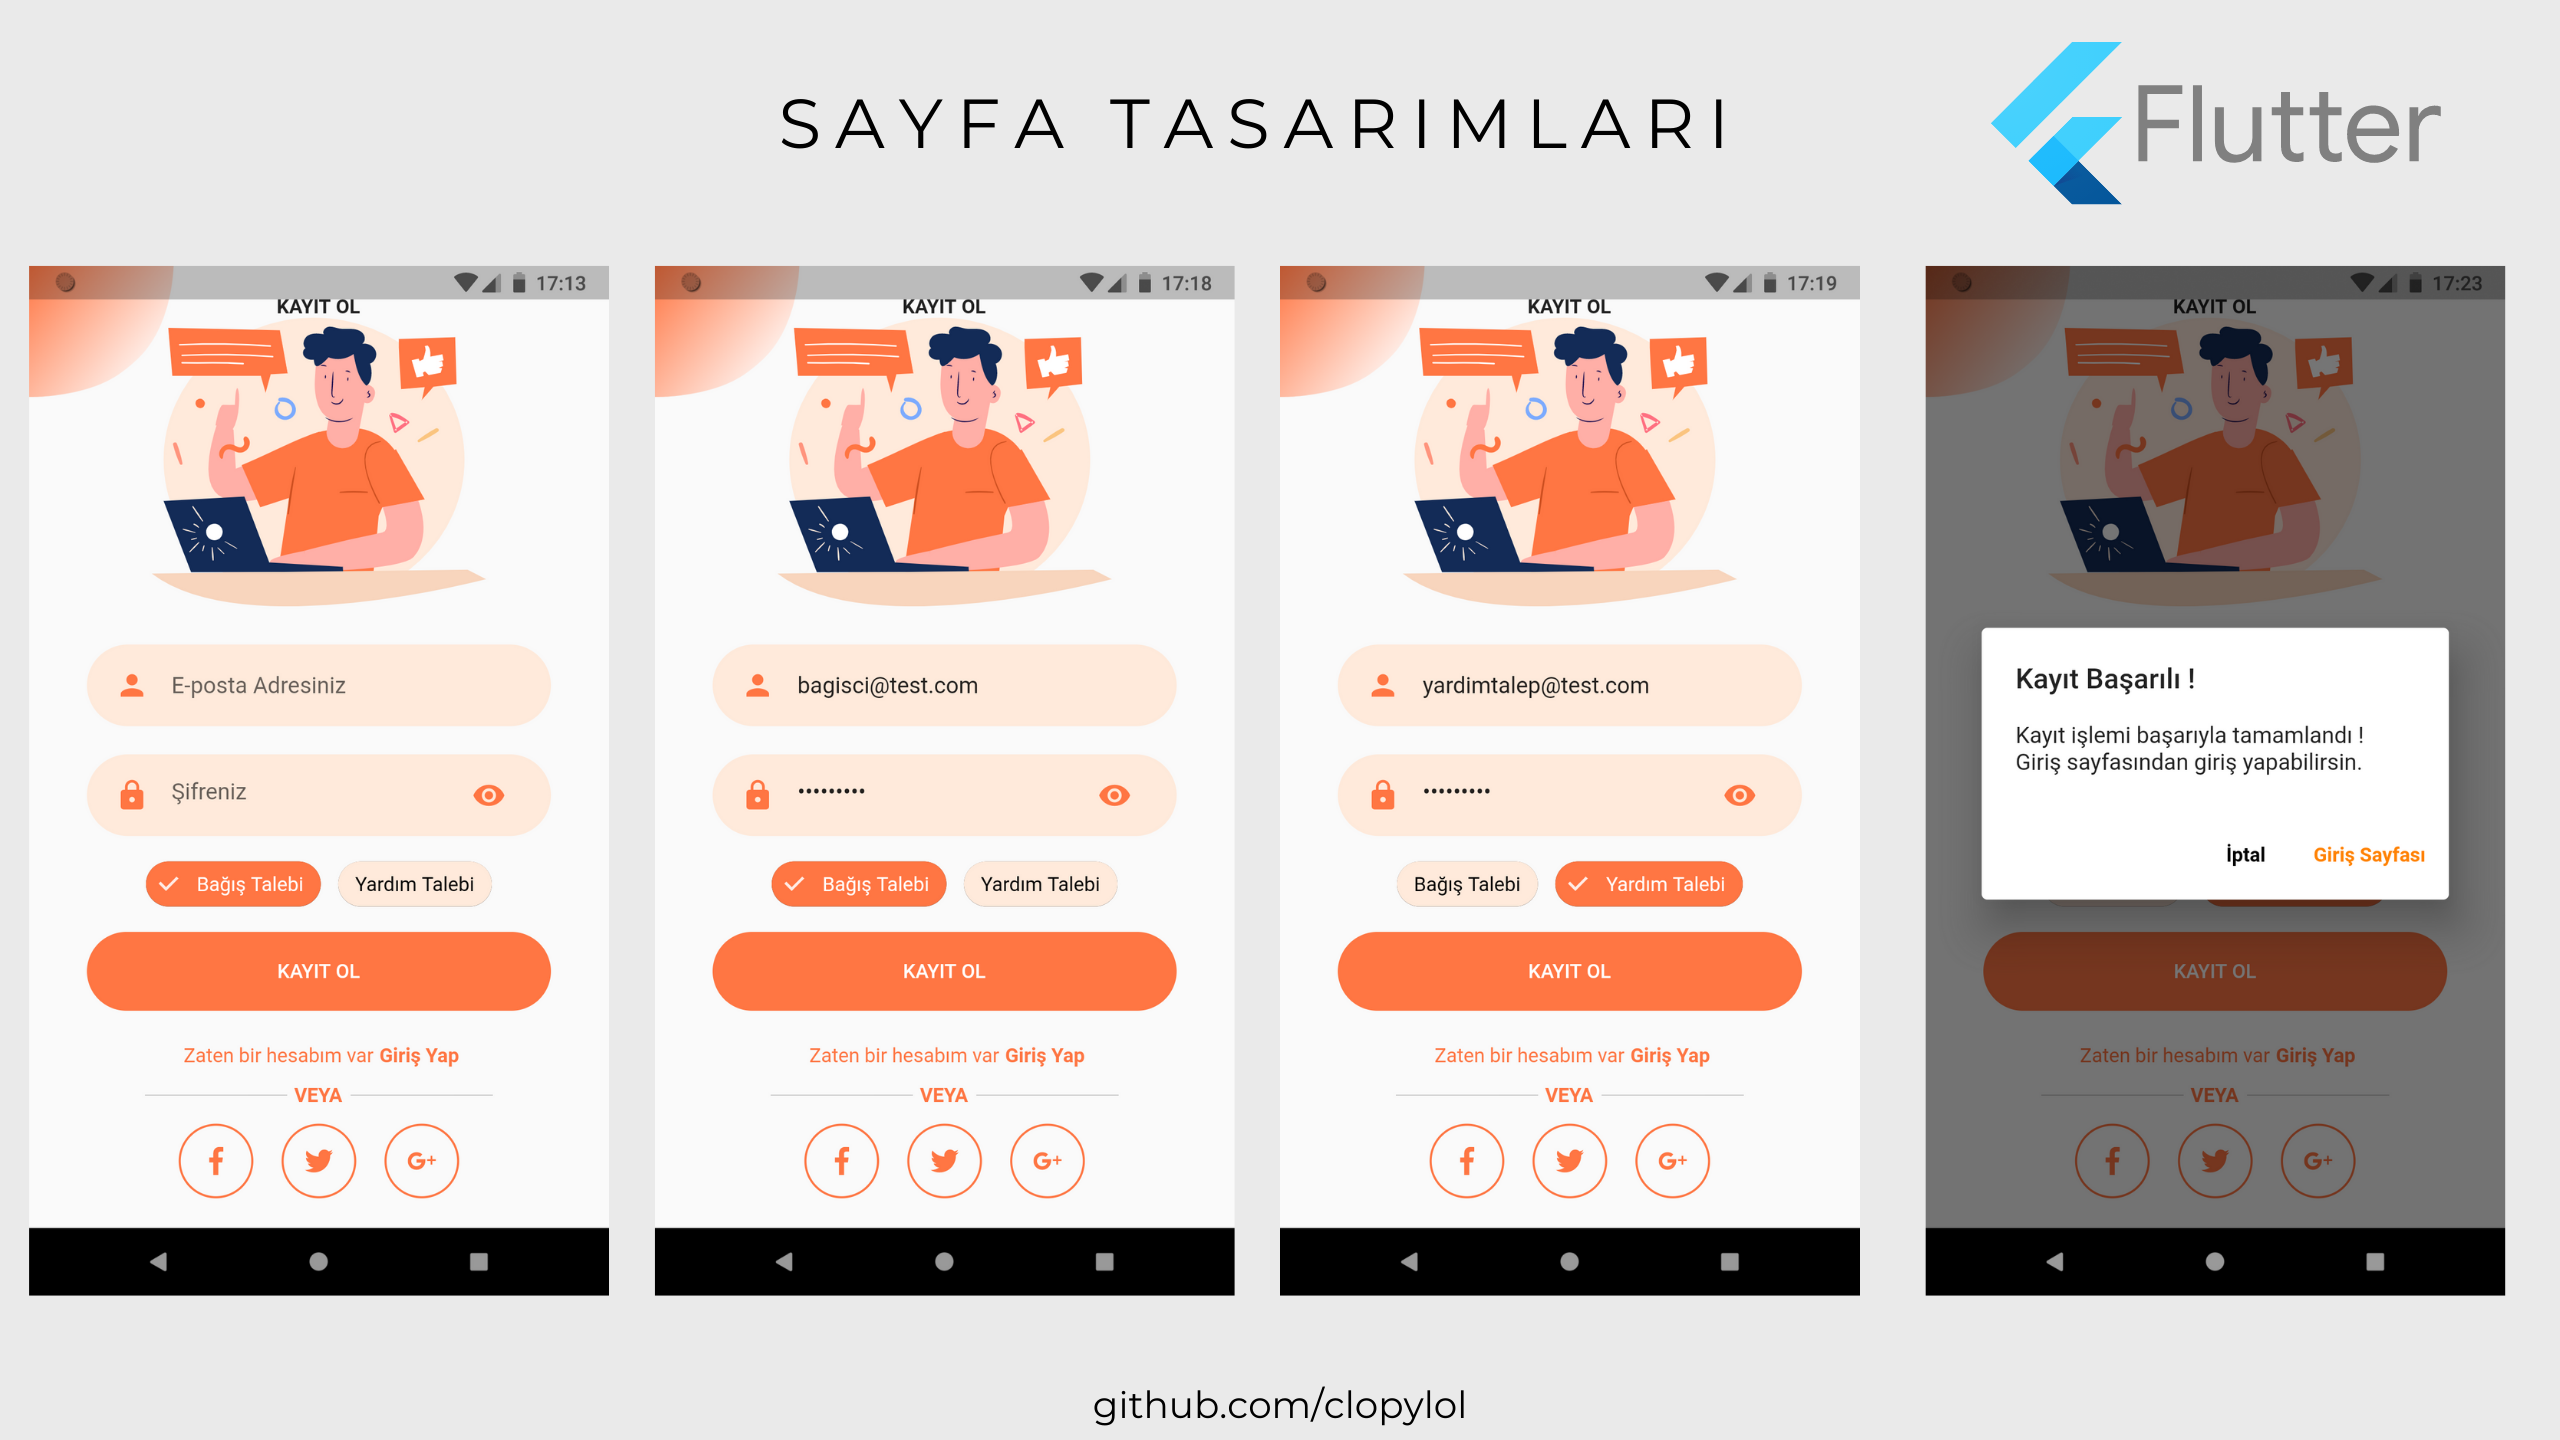 SAYFA TASARIMLARI
Flutter
17:13
KAYIT OL
E-posta Adresiniz
Şifreniz
Bağış Talebi
Yardım Talebi
KAYIT OL
Zaten bir hesabım var Giriş Yap
VEYA
G+
17:18
KAYIT OL
bagisci@test.com
•••••••••
Bağış Talebi
Yardım Talebi
KAYIT OL
Zaten bir hesabım var Giriş Yap
VEYA
G+
17:19
KAYIT OL
yardimtalep@test.com
•••••••••
Bağış Talebi
Yardım Talebi
KAYIT OL
Zaten bir hesabım var Giriş Yap
VEYA
G+
17:23
KAYIT OL
Kayıt Başarılı !
Kayıt işlemi başarıyla tamamlandı !
Giriş sayfasından giriş yapabilirsin.
İptal
Giriş Sayfası
KAYIT OL
Zaten bir hesabım var Giriş Yap
VEYA
G+
github.com/clopylol